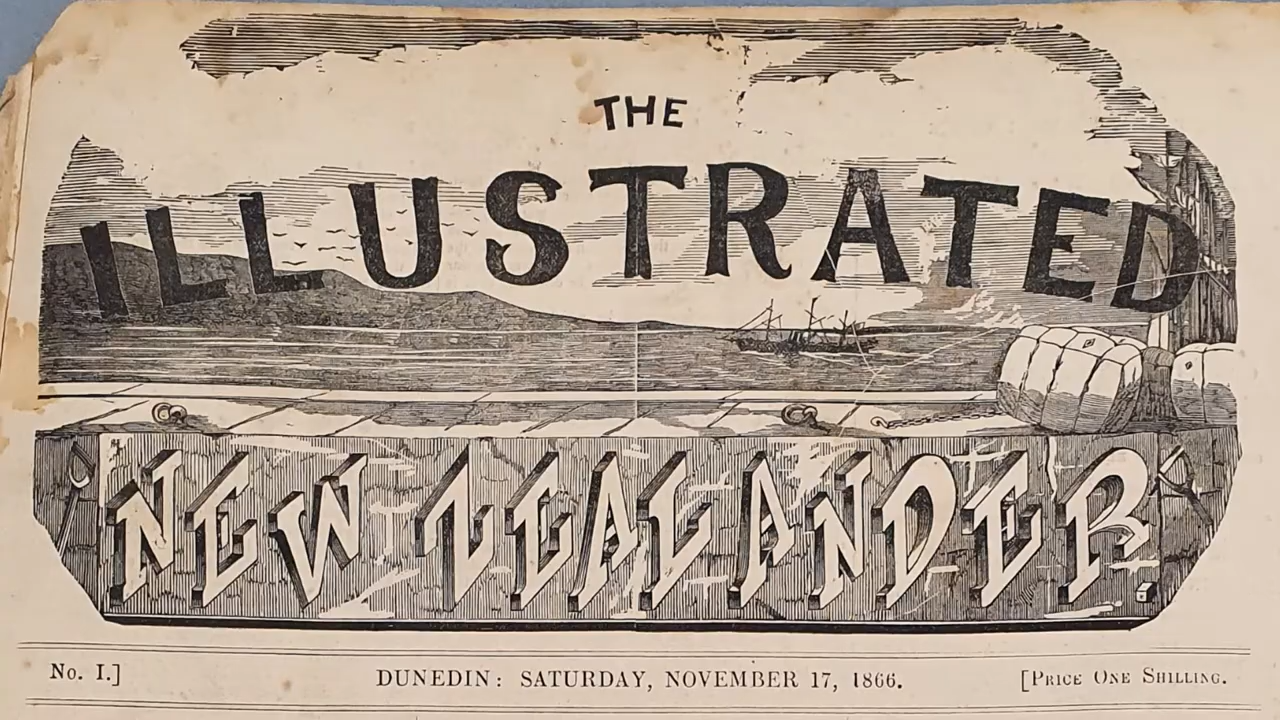 THE
ILLUSTRATED
NEW ZEALANDER.
No. I.] DUNEDIN: SATURDAY, NOVEMBER 17, 1866. [PRICE ONE SHILLING.